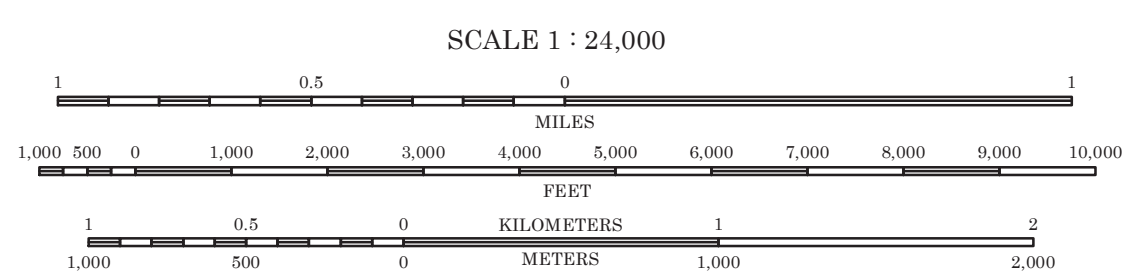 SCALE 1 : 24,000
1 0.5 0 1
MILES
1,000 500 0 1,000 2,000 3,000 4,000 5,000 6,000 7,000 8,000 9,000 10,000
FEET
1 0.5 0 KILOMETERS 1 2
1,000 500 0 METERS 1,000 2,000